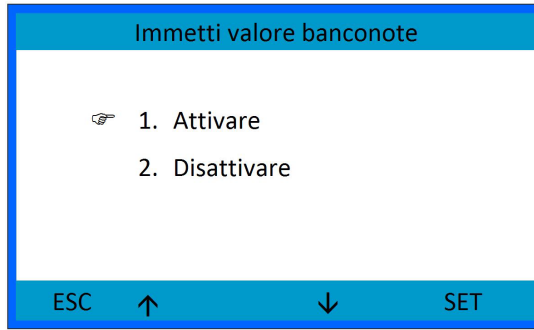 Immetti valore banconote
☞ 1. Attivare
2. Disattivare
ESC ↑ ↓ SET